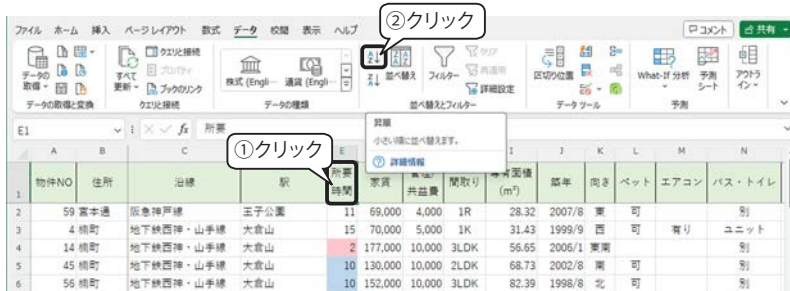 ②クリック
ファイル ホーム 挿入 ページ レイアウト 数式 データ 校閲 表示 ヘルプ
コメント 共有
データの取得 すべて更新 クエリと接続 プロパティ ブックのリンク
株式 (Engli… 通貨 (Engli…
並べ替え フィルター クリア 再適用 詳細設定
区切り位置 What-If 分析 予測シート アウトライン
データの取得と変換 クエリと接続 データの種類 並べ替えとフィルター データ ツール 予測
E1 fx 所要
昇順
小さい順に並べ替えます。
詳細情報
①クリック
A B C E I J K L M N
1 物件NO 住所 沿線 駅 所要時間 家賃 共益費 間取り 専有面積(m²) 築年 向き ペット エアコン バス・トイレ
2 59 宮本通 阪急神戸線 王子公園 11 69,000 4,000 1R 28.32 2007/8 東 可 別
3 4 楠町 地下鉄西神・山手線 大倉山 15 70,000 5,000 1K 31.43 1999/9 西 可 有り ユニット
4 14 楠町 地下鉄西神・山手線 大倉山 2 177,000 10,000 3LDK 56.65 2006/1 東南 別
5 45 楠町 地下鉄西神・山手線 大倉山 10 130,000 10,000 2LDK 68.73 2002/8 南 可 別
6 56 楠町 地下鉄西神・山手線 大倉山 10 152,000 10,000 3LDK 82.39 1998/8 北 可 別